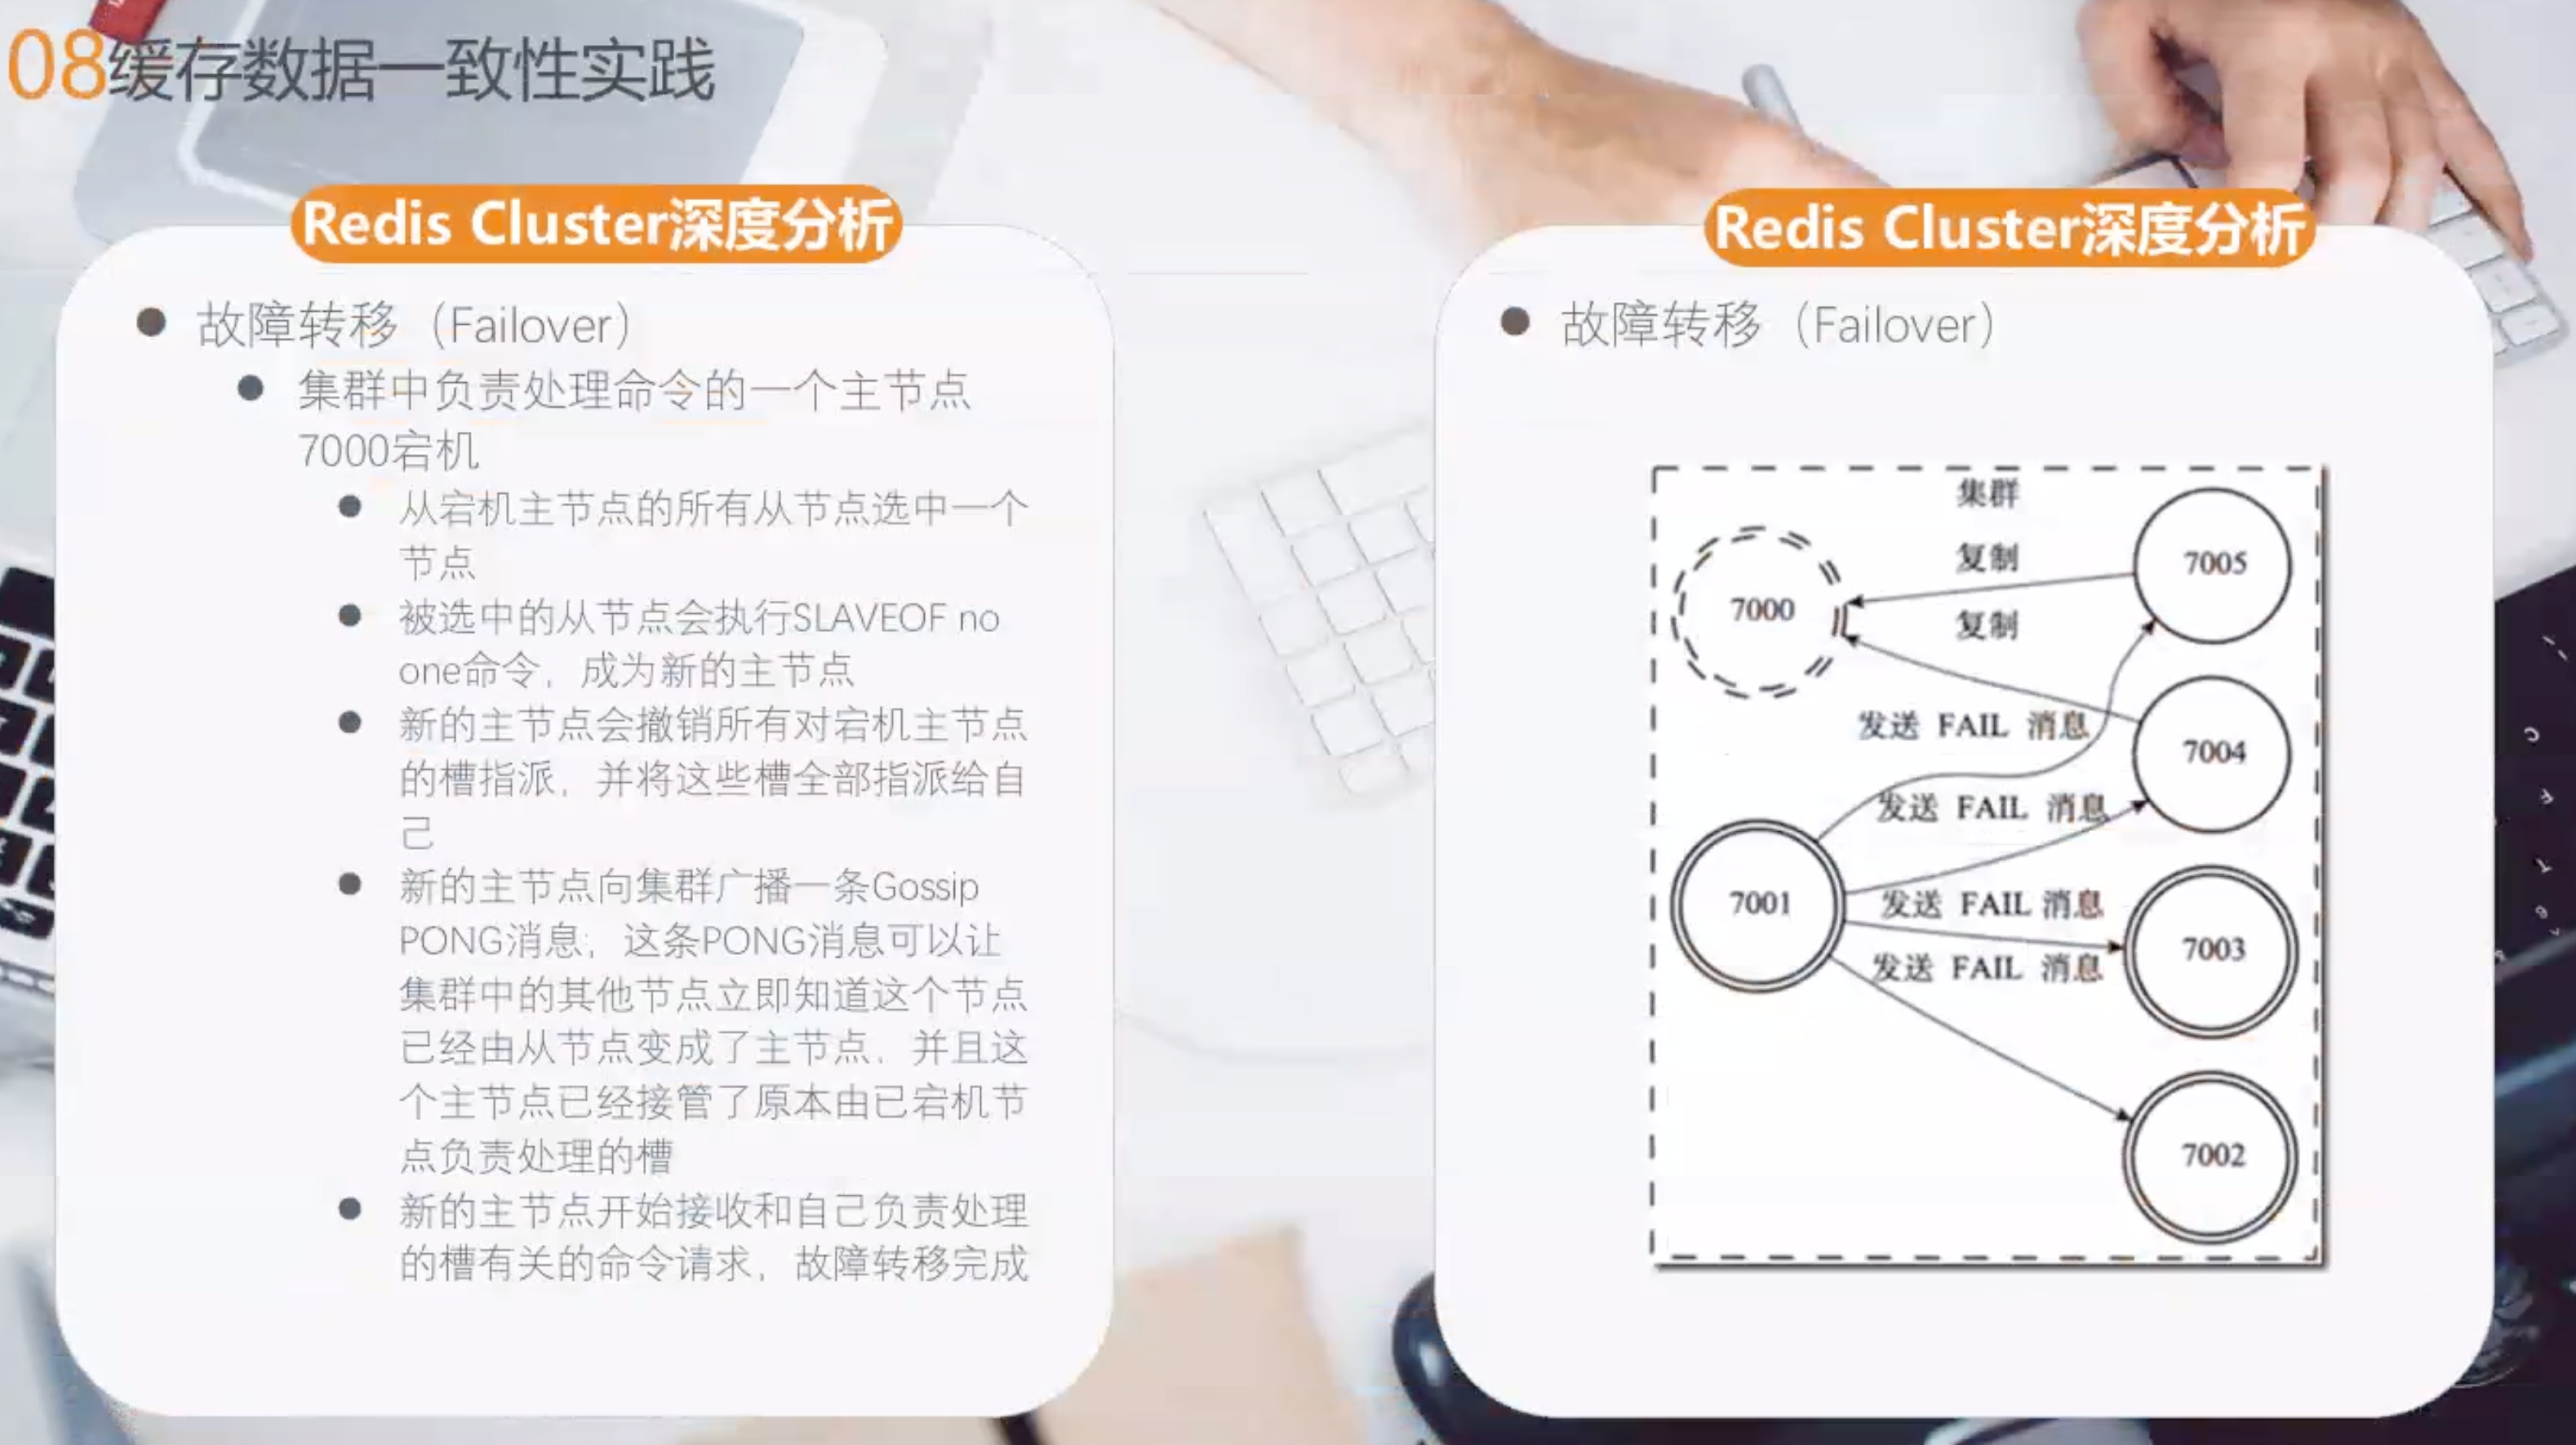 08缓存数据一致性实践
Redis Cluster深度分析
故障转移（Failover）
集群中负责处理命令的一个主节点
7000宕机
从宕机主节点的所有从节点选中一个
节点
被选中的从节点会执行SLAVEOF no
one命令，成为新的主节点
新的主节点会撤销所有对宕机主节点
的槽指派，并将这些槽全部指派给自
己
新的主节点向集群广播一条Gossip
PONG消息，这条PONG消息可以让
集群中的其他节点立即知道这个节点
已经由从节点变成了主节点、并且这
个主节点已经接管了原本由已宕机节
点负责处理的槽
新的主节点开始接收和自己负责处理
的槽有关的命令请求，故障转移完成
Redis Cluster深度分析
故障转移（Failover）
集群
7005
复制
7000
复制
发送 FAIL 消息
7004
发送 FAIL 消息
7001
发送 FAIL 消息
7003
发送 FAIL 消息
7002